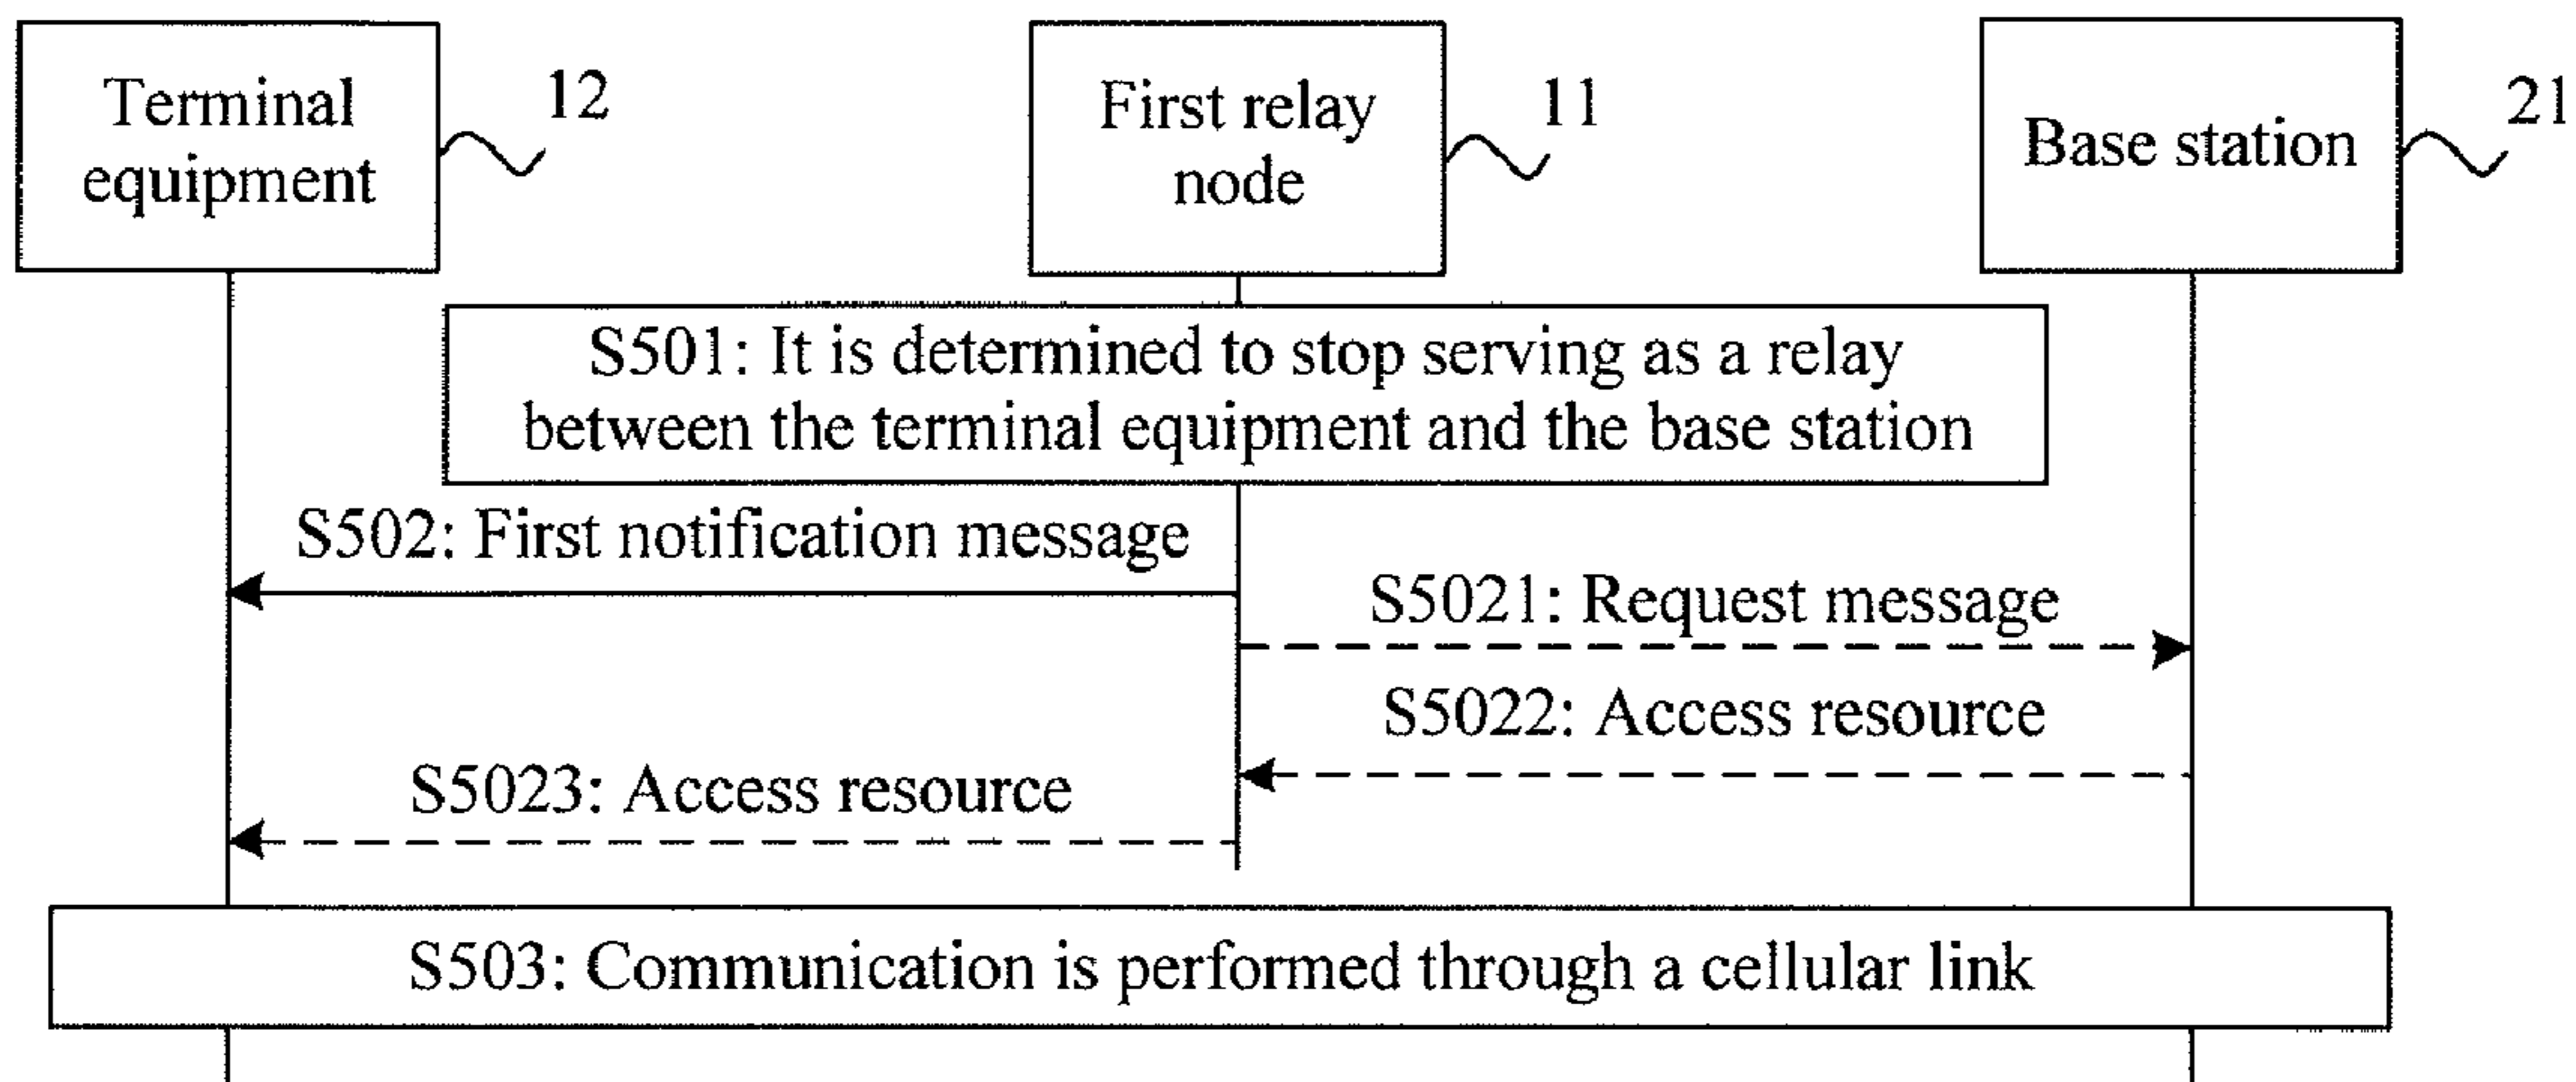 Terminal
equipment
12
First relay
node
11
Base station
21
S501: It is determined to stop serving as a relay
between the terminal equipment and the base station
S502: First notification message
S5021: Request message
S5022: Access resource
S5023: Access resource
S503: Communication is performed through a cellular link